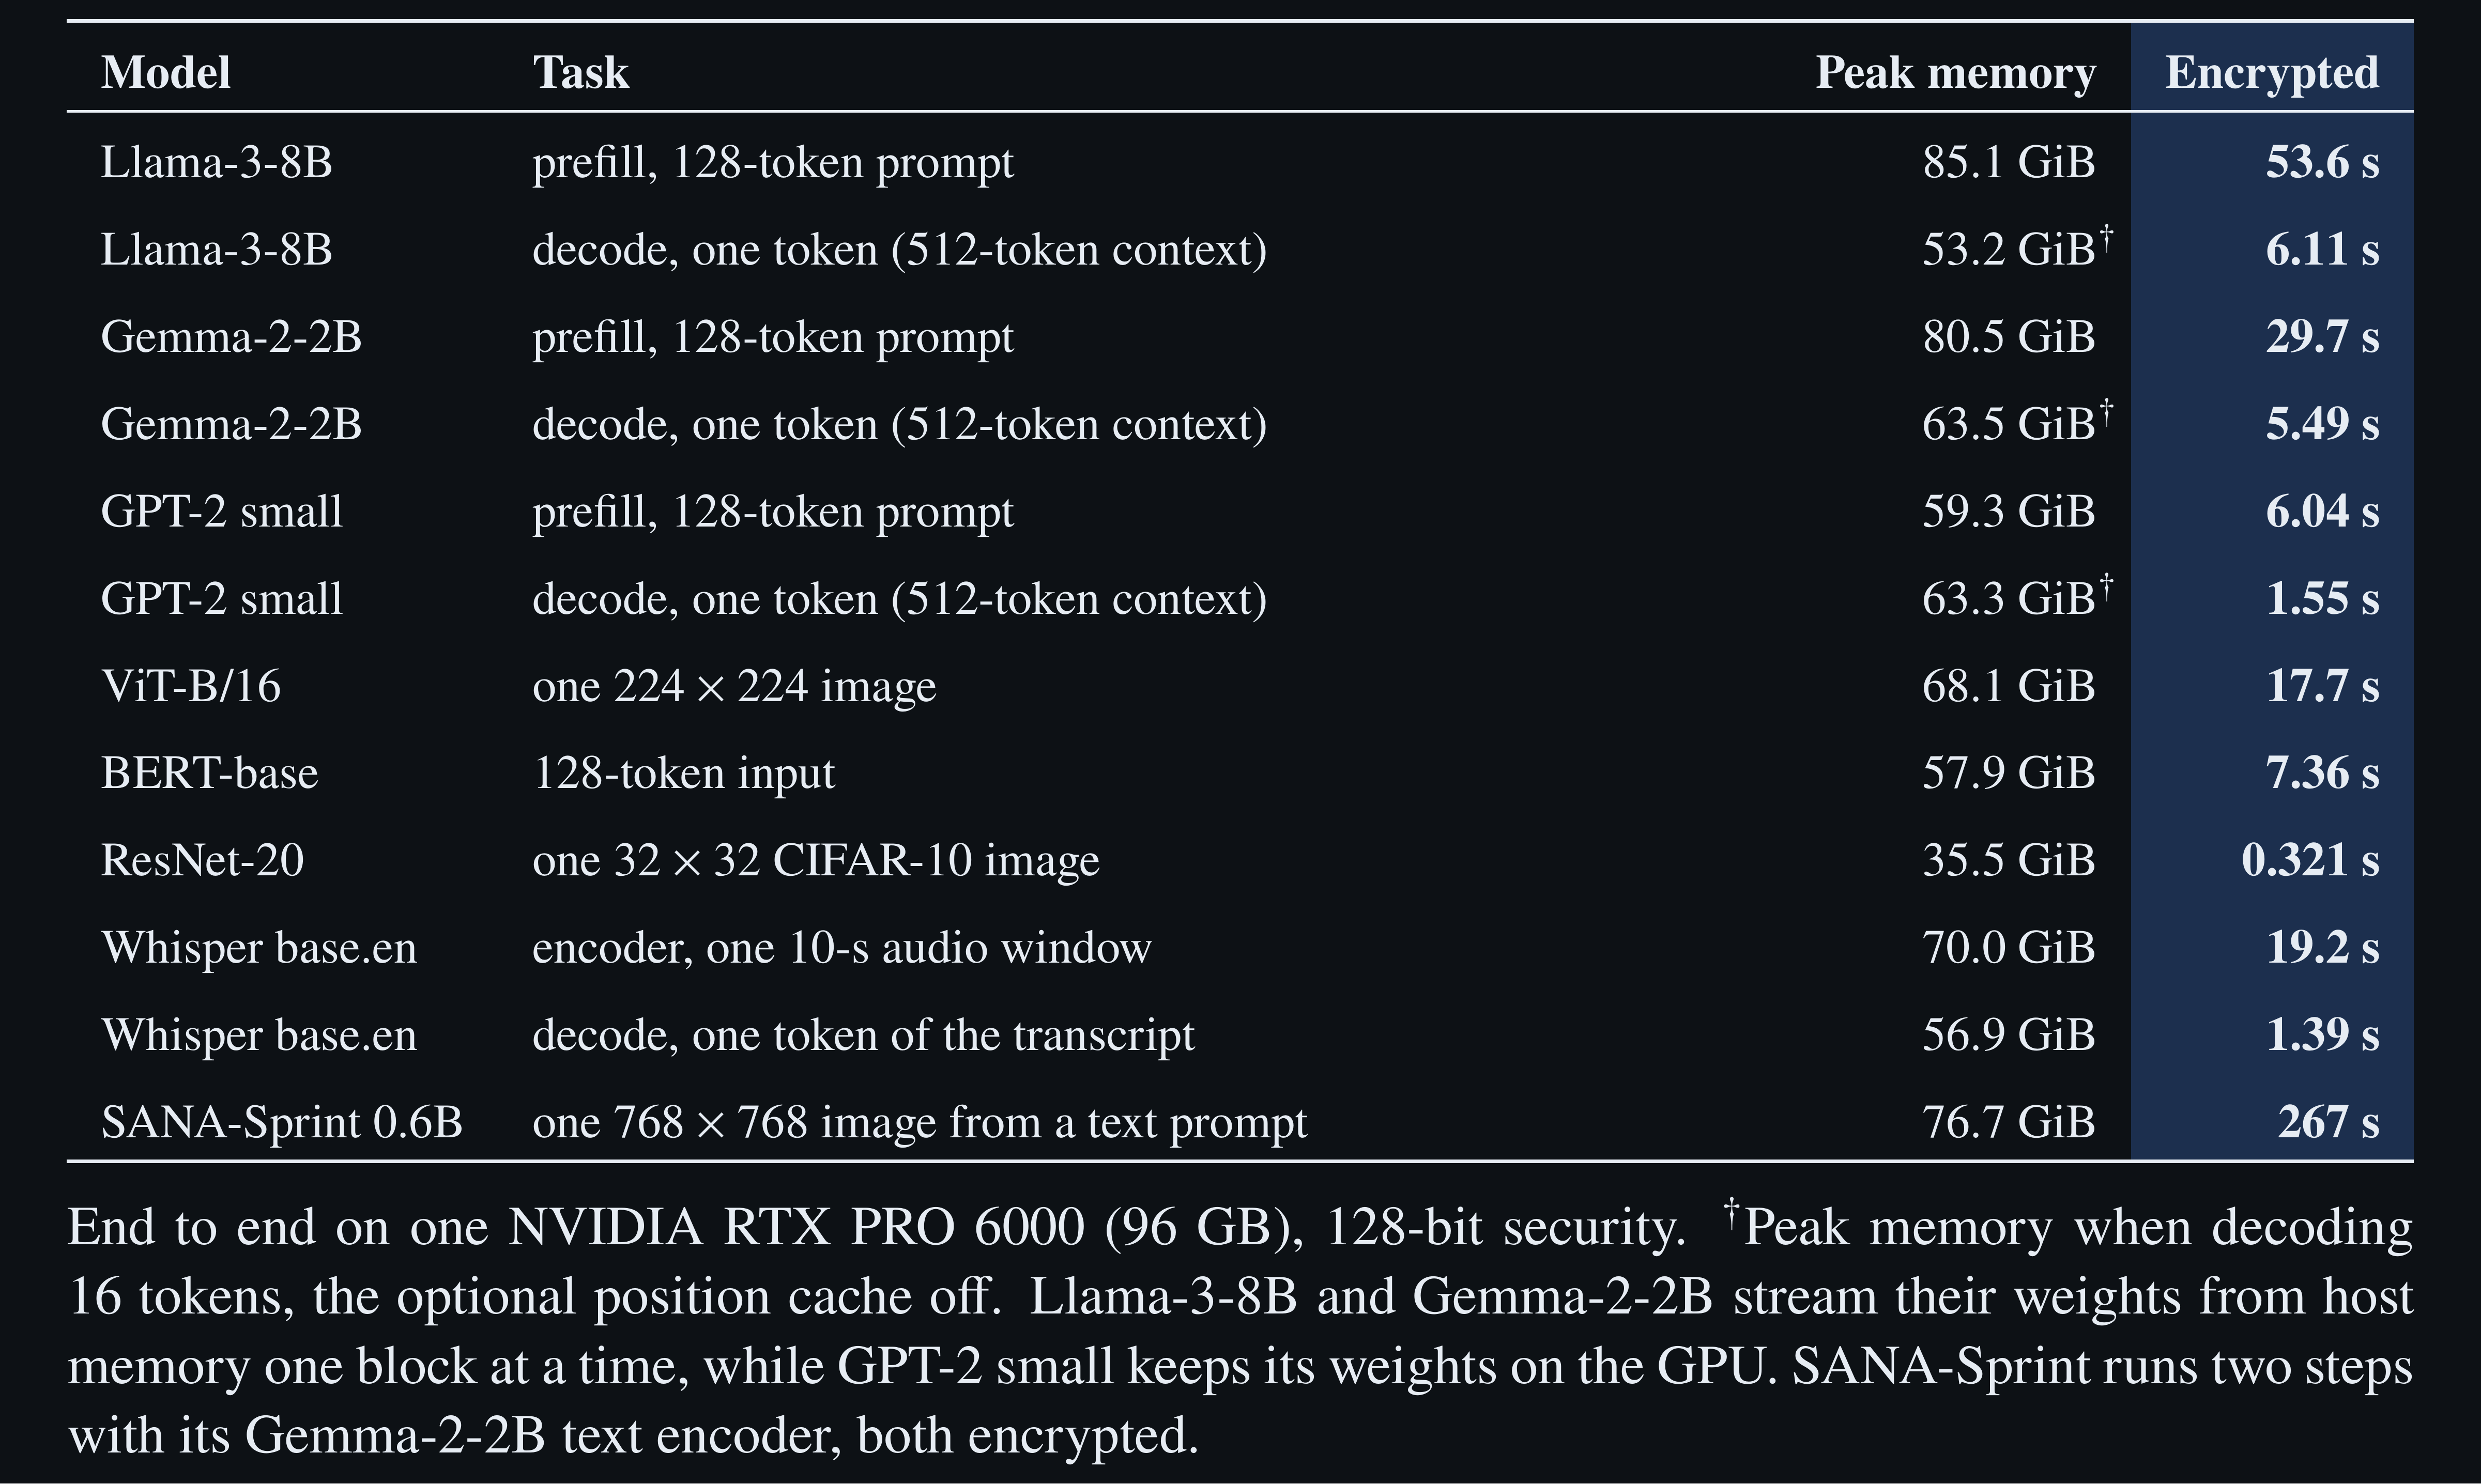 Model Task Peak memory Encrypted
Llama-3-8B prefill, 128-token prompt 85.1 GiB 53.6 s
Llama-3-8B decode, one token (512-token context) 53.2 GiB† 6.11 s
Gemma-2-2B prefill, 128-token prompt 80.5 GiB 29.7 s
Gemma-2-2B decode, one token (512-token context) 63.5 GiB† 5.49 s
GPT-2 small prefill, 128-token prompt 59.3 GiB 6.04 s
GPT-2 small decode, one token (512-token context) 63.3 GiB† 1.55 s
ViT-B/16 one 224 × 224 image 68.1 GiB 17.7 s
BERT-base 128-token input 57.9 GiB 7.36 s
ResNet-20 one 32 × 32 CIFAR-10 image 35.5 GiB 0.321 s
Whisper base.en encoder, one 10-s audio window 70.0 GiB 19.2 s
Whisper base.en decode, one token of the transcript 56.9 GiB 1.39 s
SANA-Sprint 0.6B one 768 × 768 image from a text prompt 76.7 GiB 267 s
End to end on one NVIDIA RTX PRO 6000 (96 GB), 128-bit security. †Peak memory when decoding
16 tokens, the optional position cache off. Llama-3-8B and Gemma-2-2B stream their weights from host
memory one block at a time, while GPT-2 small keeps its weights on the GPU. SANA-Sprint runs two steps
with its Gemma-2-2B text encoder, both encrypted.